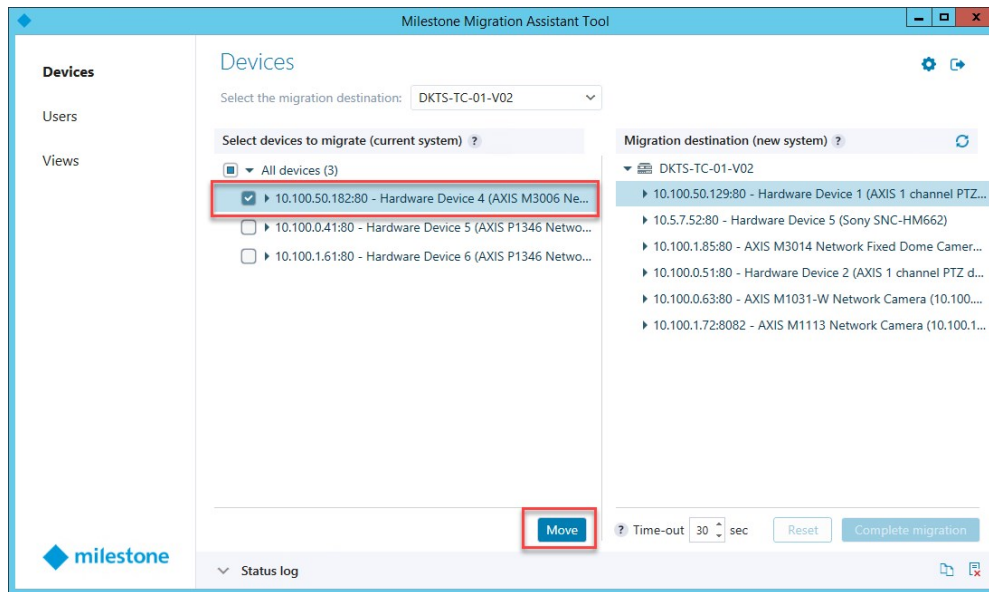 Milestone Migration Assistant Tool
Devices
Users
Views
milestone
Devices
Select the migration destination: DKTS-TC-01-V02
Select devices to migrate (current system) ?
All devices (3)
10.100.50.182:80 - Hardware Device 4 (AXIS M3006 Ne...
10.100.0.41:80 - Hardware Device 5 (AXIS P1346 Netwo...
10.100.1.61:80 - Hardware Device 6 (AXIS P1346 Netwo...
Move
Migration destination (new system) ?
DKTS-TC-01-V02
10.100.50.129:80 - Hardware Device 1 (AXIS 1 channel PTZ...
10.5.7.52:80 - Hardware Device 5 (Sony SNC-HM662)
10.100.1.85:80 - AXIS M3014 Network Fixed Dome Camer...
10.100.0.51:80 - Hardware Device 2 (AXIS 1 channel PTZ d...
10.100.0.63:80 - AXIS M1031-W Network Camera (10.100....
10.100.1.72:8082 - AXIS M1113 Network Camera (10.100.1...
? Time-out 30 sec Reset Complete migration
Status log